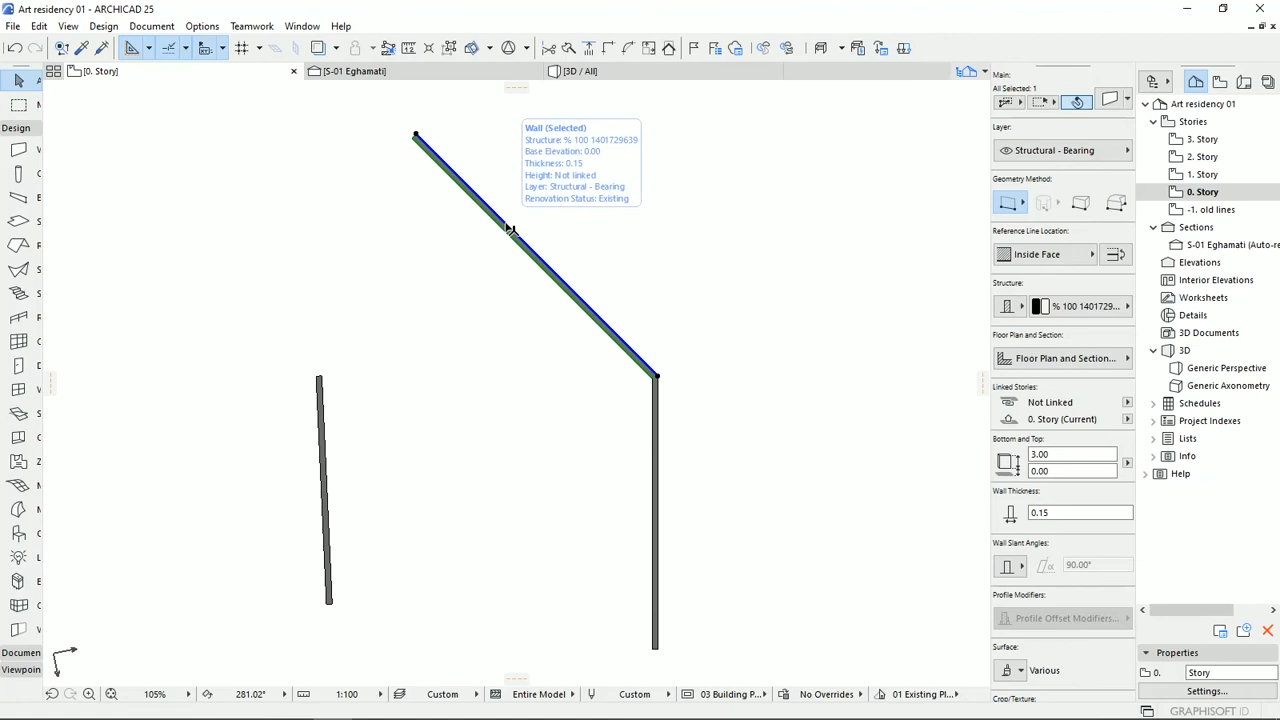 Art residency 01 - ARCHICAD 25
File Edit View Design Document Options Teamwork Window Help
[0. Story]
[S-01 Eghamati]
[3D / All]
Design
Documen
Viewpoin
Wall (Selected)
Structure: % 100 1401729639
Base Elevation: 0.00
Thickness: 0.15
Height: Not linked
Layer: Structural - Bearing
Renovation Status: Existing
Main:
All Selected: 1
Layer:
Structural - Bearing
Geometry Method:
Reference Line Location:
Inside Face
Structure:
% 100 1401729...
Floor Plan and Section:
Floor Plan and Section...
Linked Stories:
Not Linked
0. Story (Current)
Bottom and Top:
3.00
0.00
Wall Thickness:
0.15
Wall Slant Angles:
90.00°
Profile Modifiers:
Profile Offset Modifiers...
Surface:
Various
Crop/Texture:
Art residency 01
Stories
3. Story
2. Story
1. Story
0. Story
-1. old lines
Sections
S-01 Eghamati (Auto-re
Elevations
Interior Elevations
Worksheets
Details
3D Documents
3D
Generic Perspective
Generic Axonometry
Schedules
Project Indexes
Lists
Info
Help
Properties
0. Story
Settings...
105% 281.02° 1:100 Custom Entire Model Custom 03 Building P... No Overrides 01 Existing Pl...
GRAPHISOFT ID